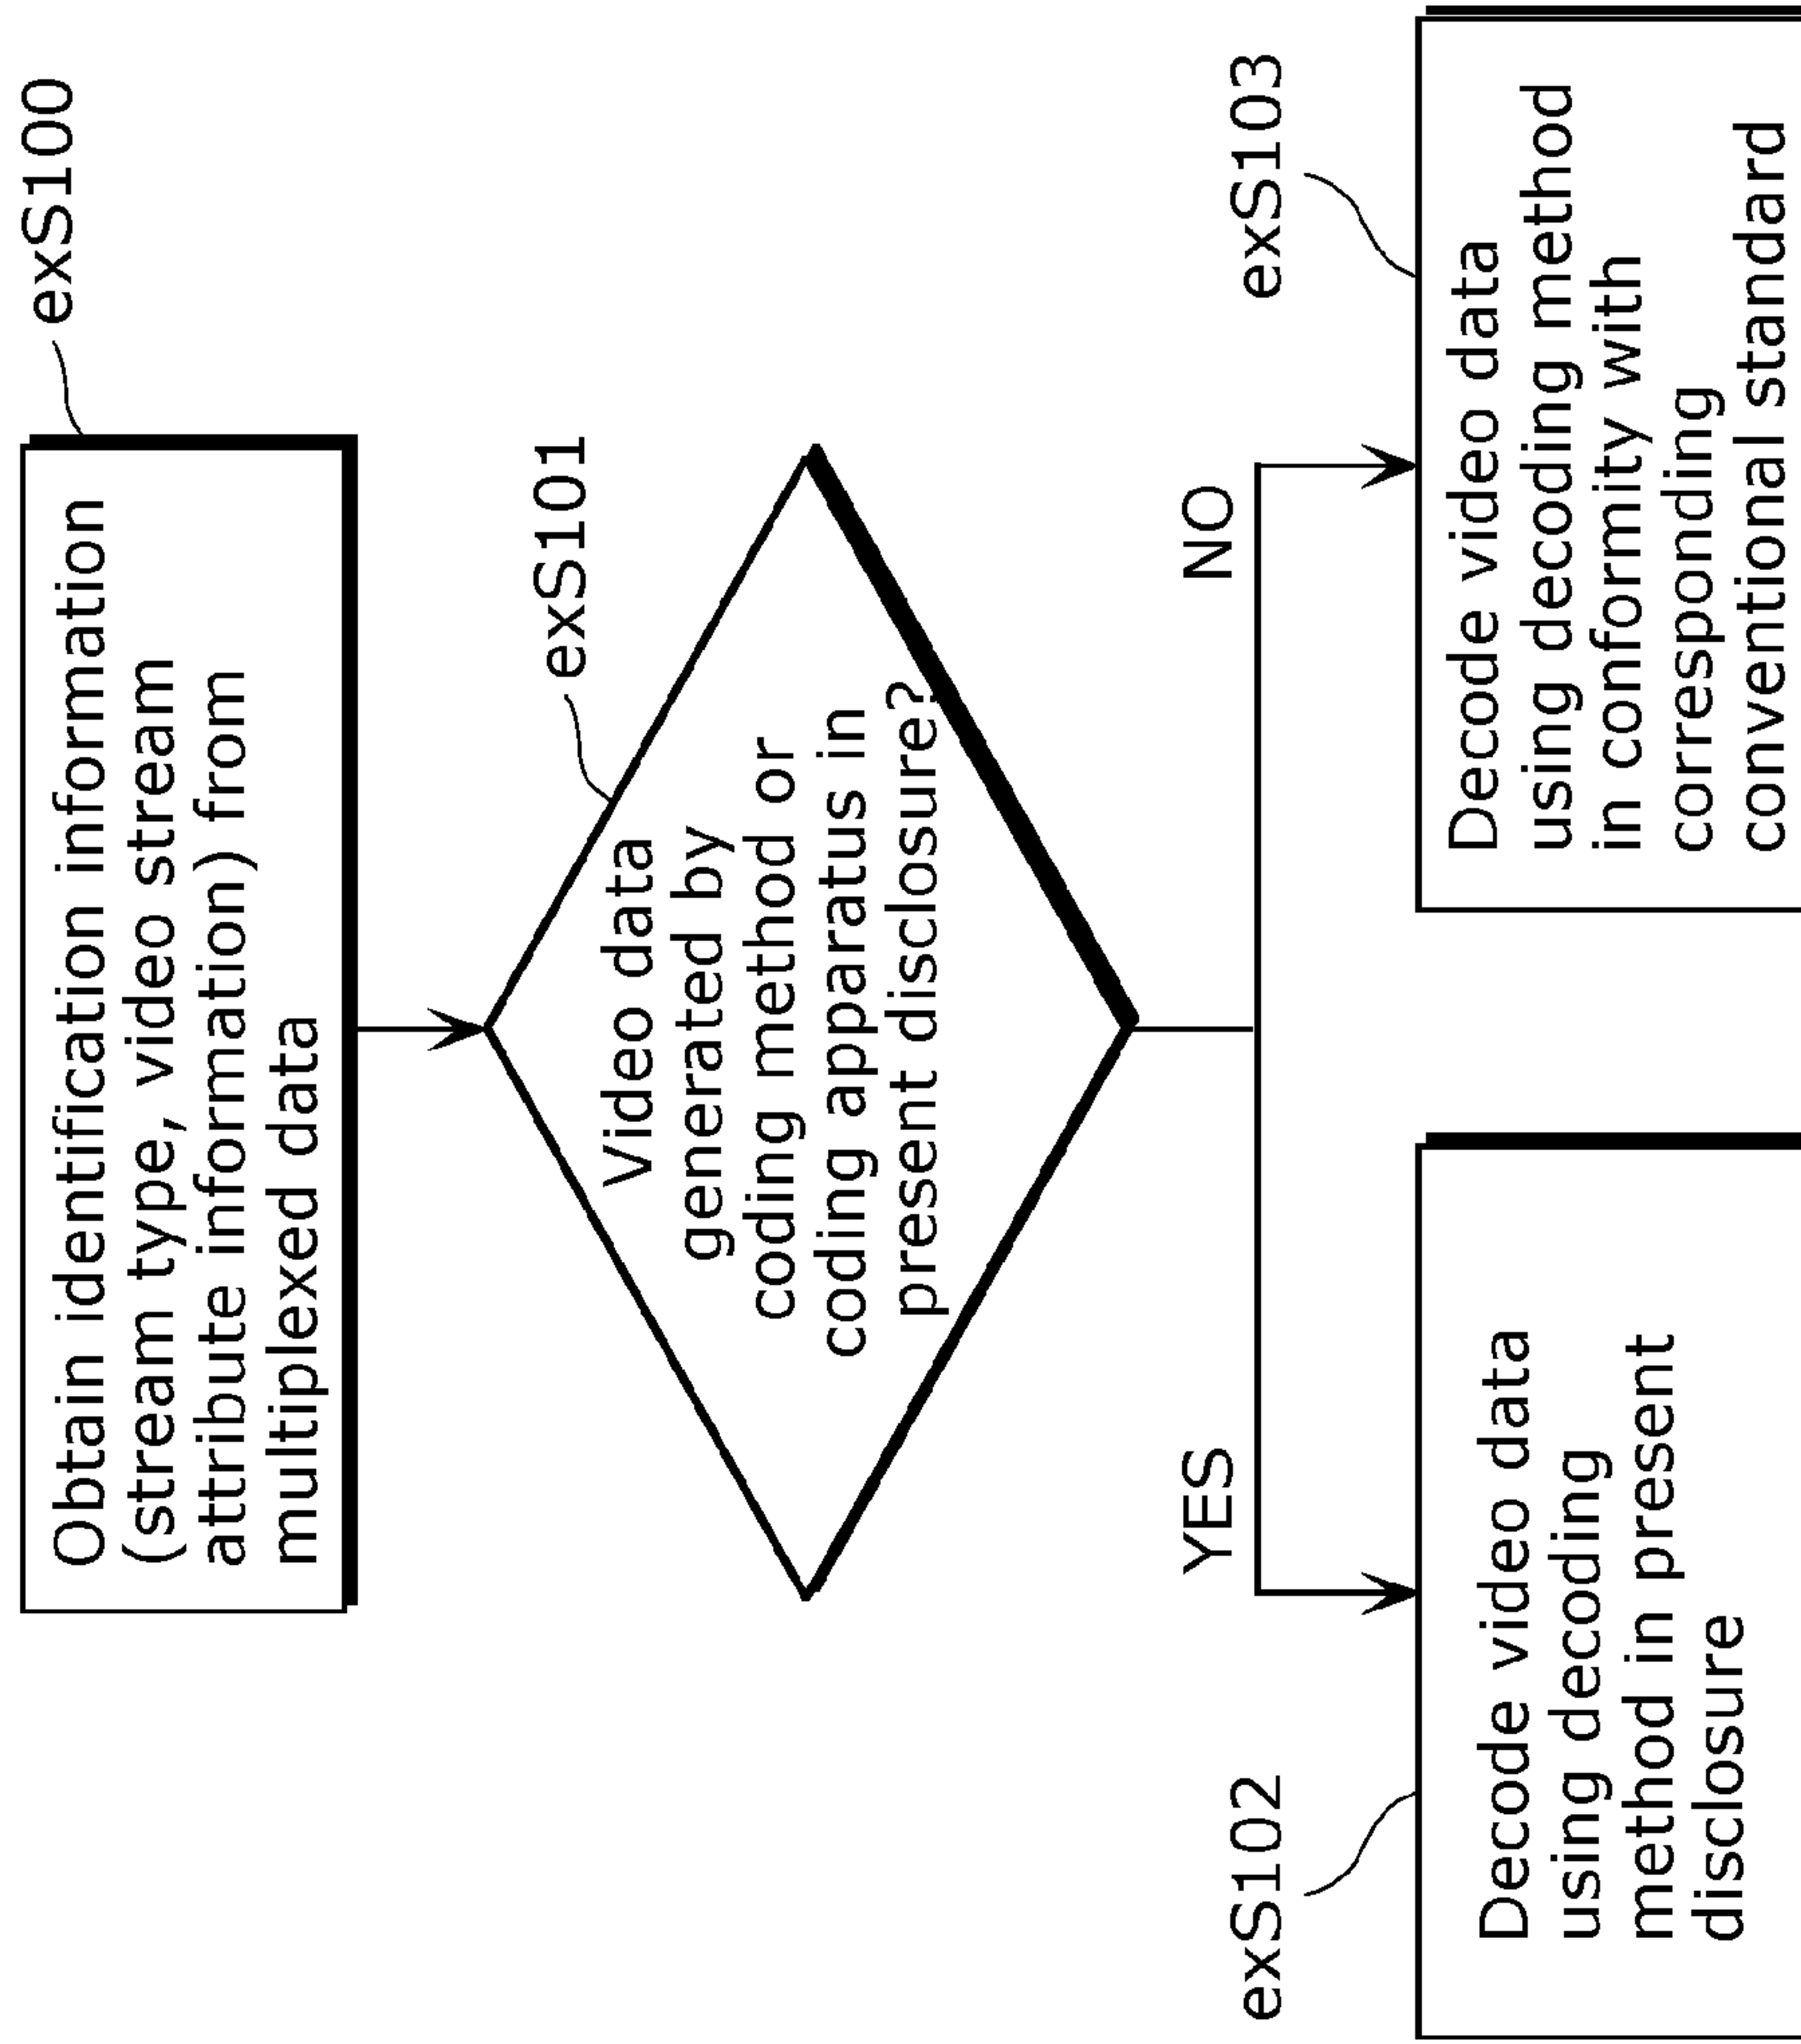 exS100
Obtain identification information
(stream type, video stream
attribute information) from
multiplexed data
exS101
Video data
generated by
coding method or
coding apparatus in
present disclosure?
YES
NO
exS102
Decode video data
using decoding
method in present
disclosure
exS103
Decode video data
using decoding method
in conformity with
corresponding
conventional standard